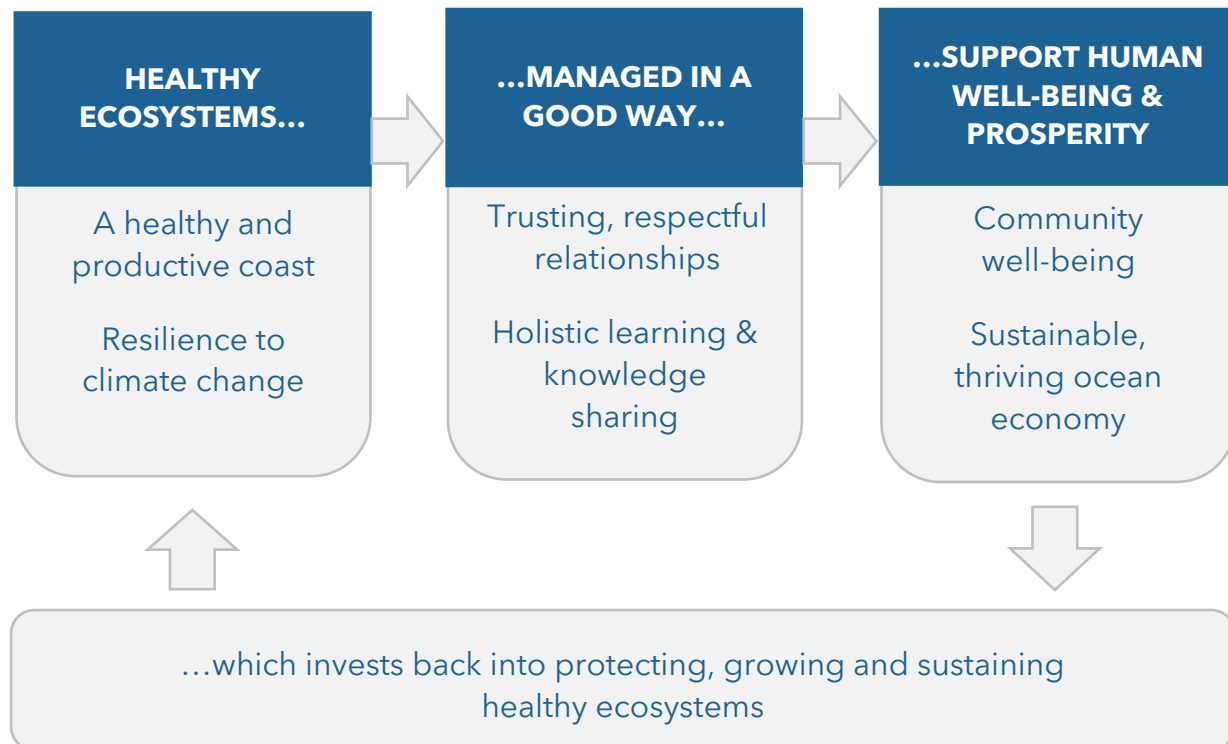 HEALTHY
ECOSYSTEMS…
A healthy and
productive coast
Resilience to
climate change
…MANAGED IN A
GOOD WAY…
Trusting, respectful
relationships
Holistic learning &
knowledge
sharing
…SUPPORT HUMAN
WELL-BEING &
PROSPERITY
Community
well-being
Sustainable,
thriving ocean
economy
…which invests back into protecting, growing and sustaining
healthy ecosystems